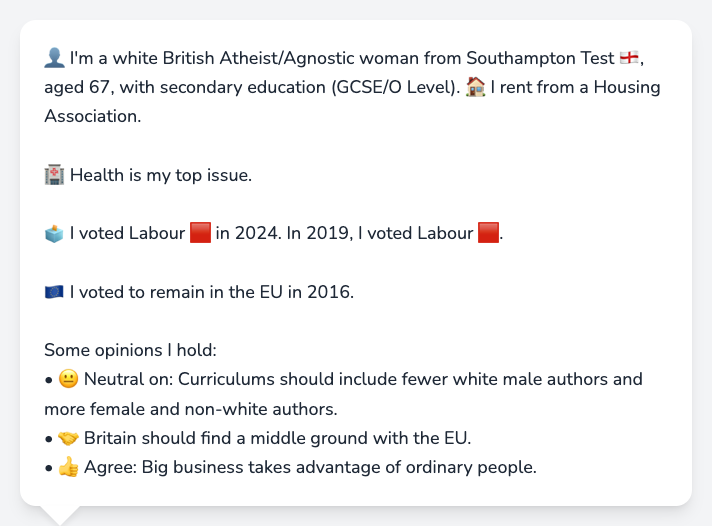 👤 I'm a white British Atheist/Agnostic woman from Southampton Test 🏴󠁧󠁢󠁥󠁮󠁧󠁿,
aged 67, with secondary education (GCSE/O Level). 🏠 I rent from a Housing
Association.
🏥 Health is my top issue.
🗳️ I voted Labour 🟥 in 2024. In 2019, I voted Labour 🟥.
🇪🇺 I voted to remain in the EU in 2016.
Some opinions I hold:
• 😐 Neutral on: Curriculums should include fewer white male authors and
more female and non-white authors.
• 🤝 Britain should find a middle ground with the EU.
• 👍 Agree: Big business takes advantage of ordinary people.